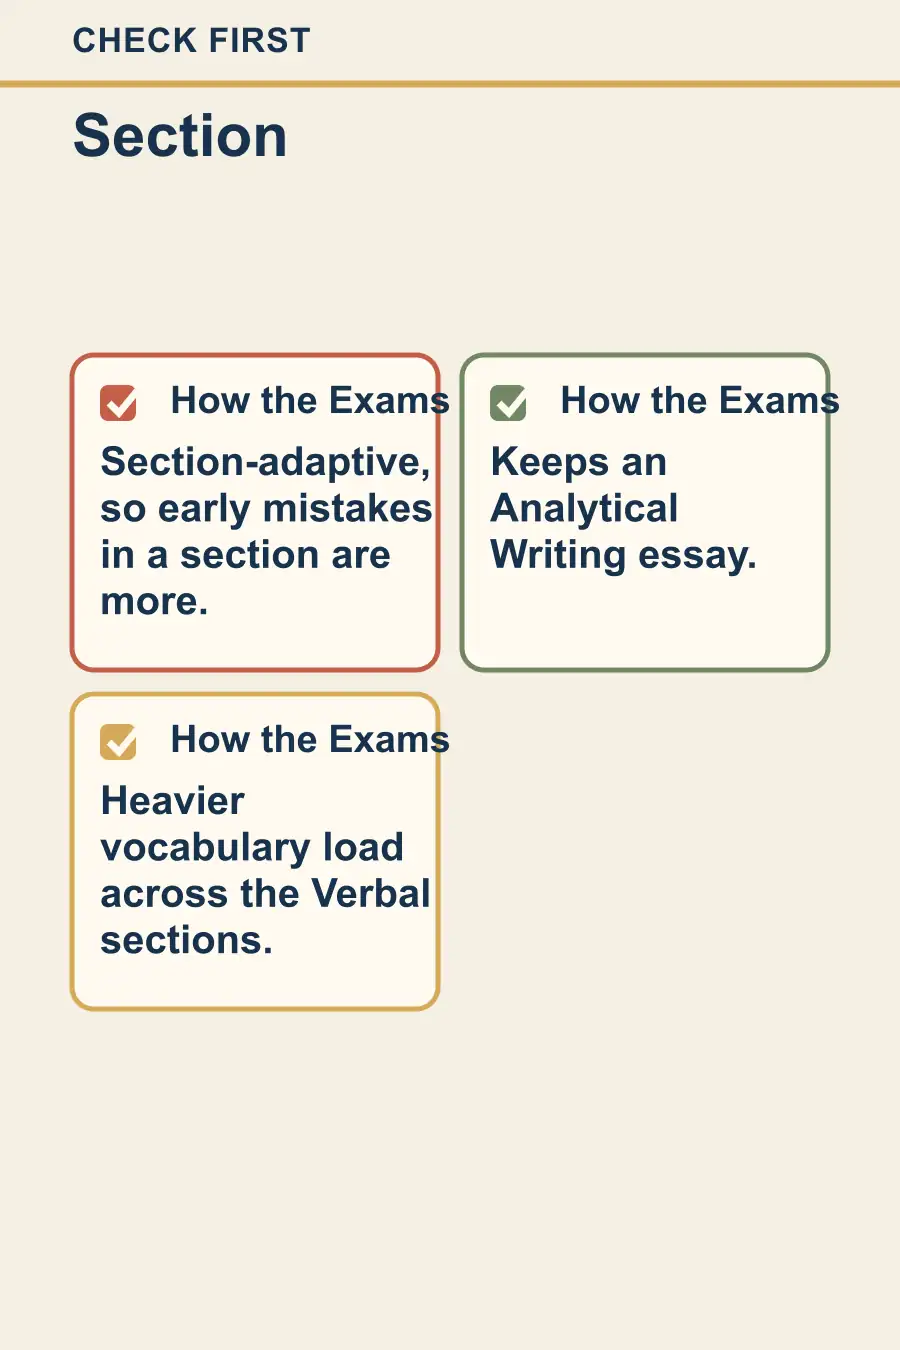 CHECK FIRST
Section
How the Exams
Section-adaptive,
so early mistakes
in a section are
more.
How the Exams
Keeps an
Analytical
Writing essay.
How the Exams
Heavier
vocabulary load
across the Verbal
sections.